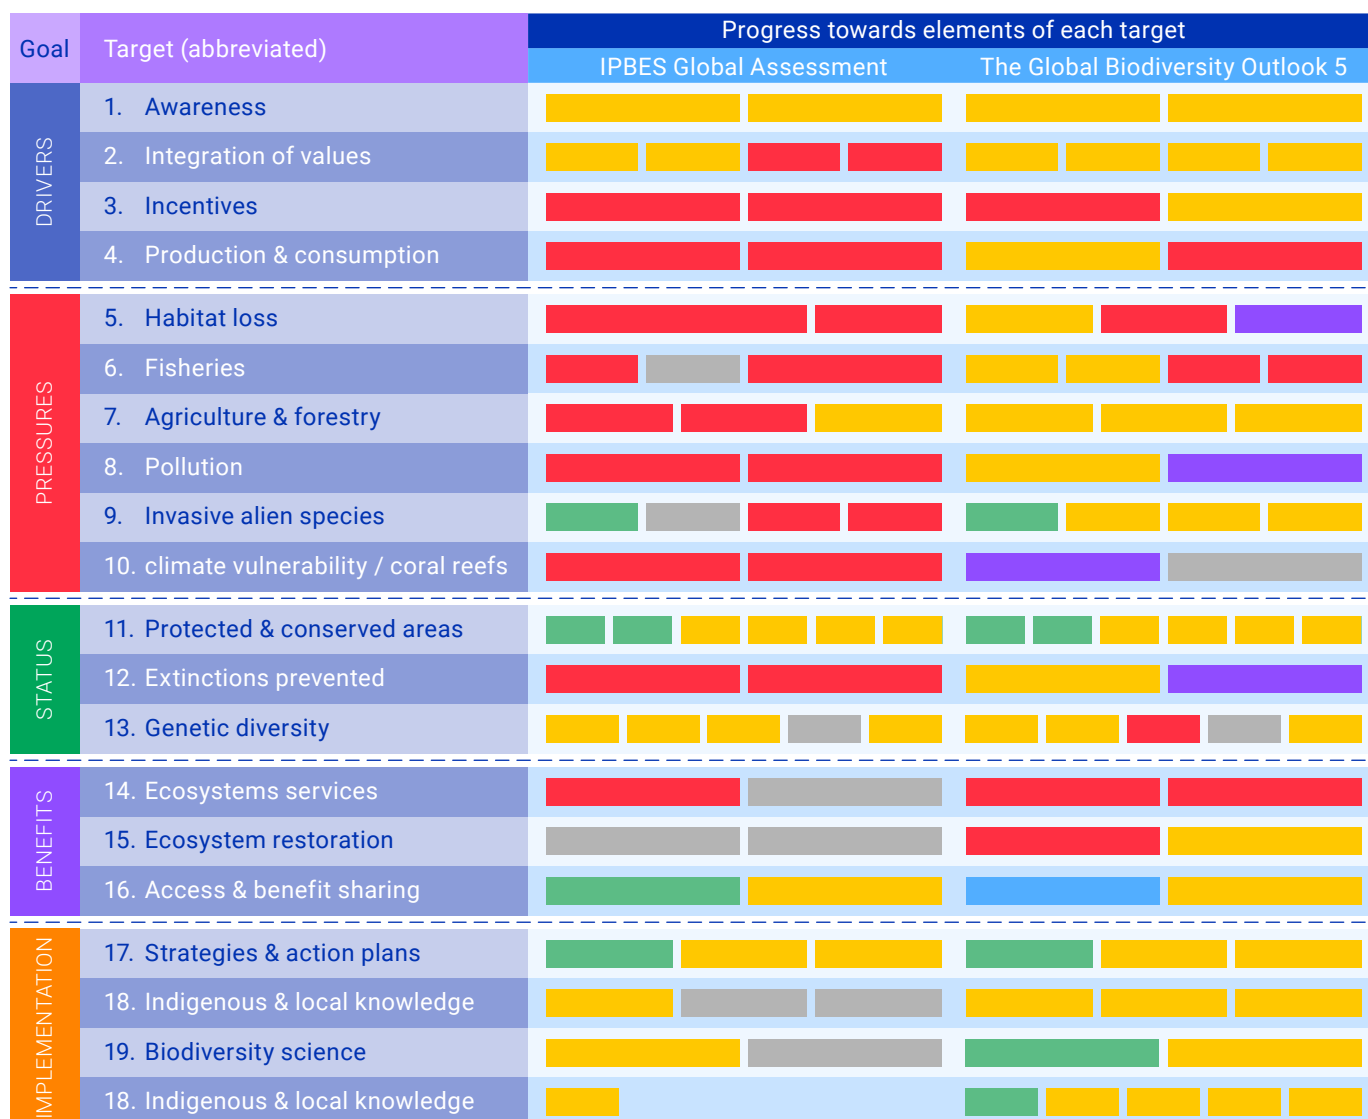 Goal
Target (abbreviated)
Progress towards elements of each target
IPBES Global Assessment
The Global Biodiversity Outlook 5
DRIVERS
1. Awareness
2. Integration of values
3. Incentives
4. Production & consumption
PRESSURES
5. Habitat loss
6. Fisheries
7. Agriculture & forestry
8. Pollution
9. Invasive alien species
10. climate vulnerability / coral reefs
STATUS
11. Protected & conserved areas
12. Extinctions prevented
13. Genetic diversity
BENEFITS
14. Ecosystems services
15. Ecosystem restoration
16. Access & benefit sharing
IMPLEMENTATION
17. Strategies & action plans
18. Indigenous & local knowledge
19. Biodiversity science
18. Indigenous & local knowledge